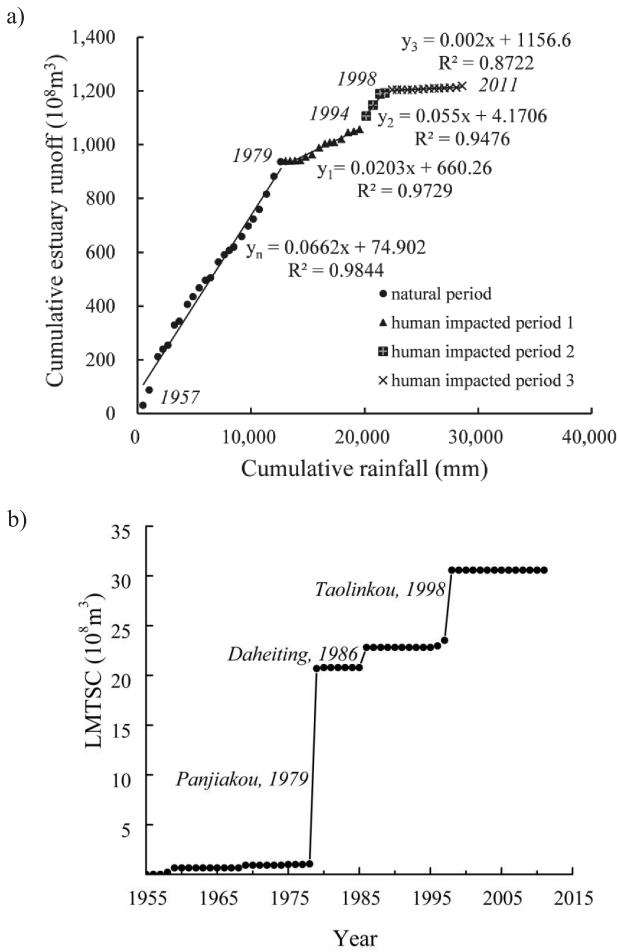 a)
Cumulative estuary runoff (10⁸m³)
1,400
1,200
1,000
800
600
400
200
0
y₃ = 0.002x + 1156.6
R² = 0.8722
1998
2011
1994
y₂ = 0.055x + 4.1706
R² = 0.9476
1979
y₁= 0.0203x + 660.26
R² = 0.9729
yₙ = 0.0662x + 74.902
R² = 0.9844
natural period
human impacted period 1
human impacted period 2
human impacted period 3
1957
0 10,000 20,000 30,000 40,000
Cumulative rainfall (mm)
b)
LMTSC (10⁸m³)
35
30
25
20
15
10
5
Taolinkou, 1998
Daheiting, 1986
Panjiakou, 1979
1955 1965 1975 1985 1995 2005 2015
Year